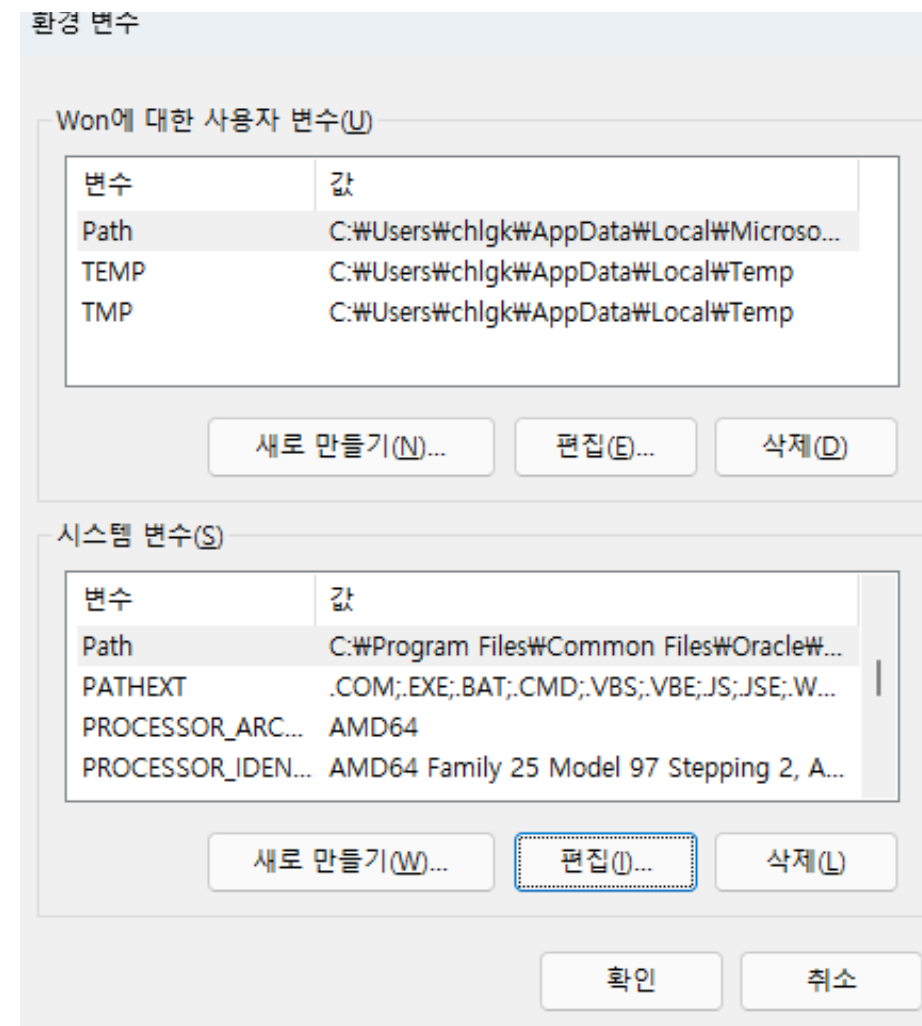 환경 변수
Won에 대한 사용자 변수(U)
변수 값
Path C:₩Users₩chlgk₩AppData₩Local₩Microso...
TEMP C:₩Users₩chlgk₩AppData₩Local₩Temp
TMP C:₩Users₩chlgk₩AppData₩Local₩Temp
새로 만들기(N)... 편집(E)... 삭제(D)
시스템 변수(S)
변수 값
Path C:₩Program Files₩Common Files₩Oracle₩...
PATHEXT .COM;.EXE;.BAT;.CMD;.VBS;.VBE;.JS;.JSE;.W...
PROCESSOR_ARC... AMD64
PROCESSOR_IDEN... AMD64 Family 25 Model 97 Stepping 2, A...
새로 만들기(W)... 편집(I)... 삭제(L)
확인 취소